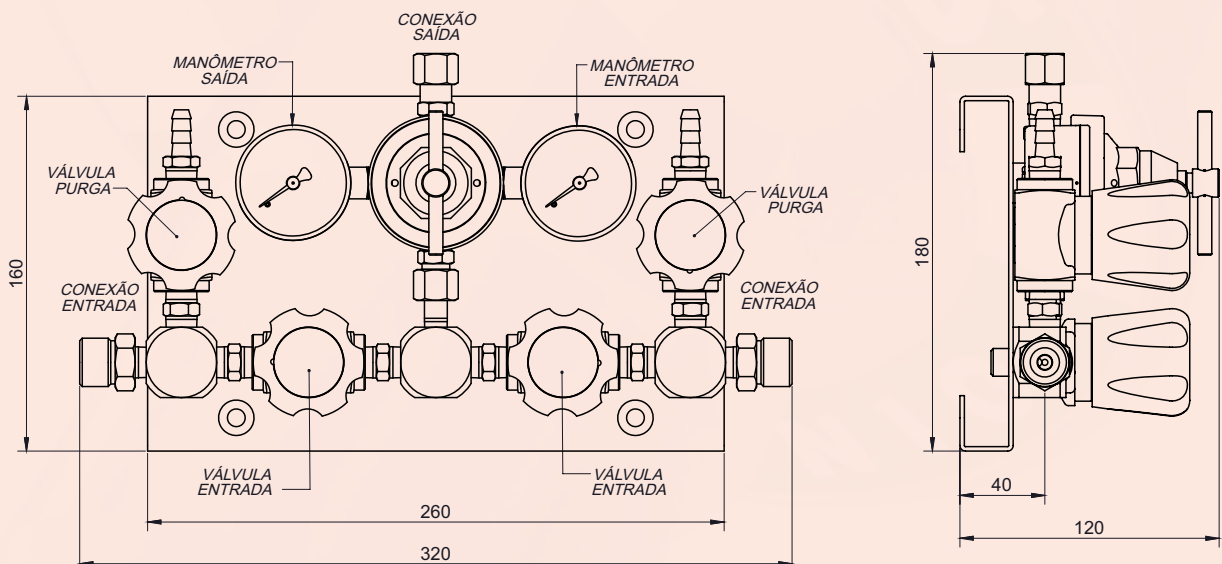 CONEXÃO
SAÍDA
MANÔMETRO
SAÍDA
MANÔMETRO
ENTRADA
VÁLVULA
PURGA
VÁLVULA
PURGA
160
180
CONEXÃO
ENTRADA
CONEXÃO
ENTRADA
VÁLVULA
ENTRADA
VÁLVULA
ENTRADA
40
260
120
320